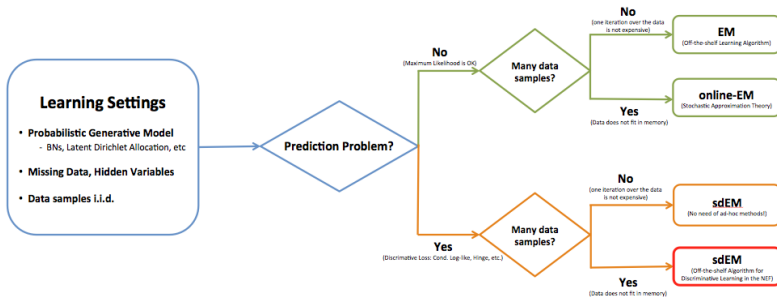 Learning Settings
• Probabilistic Generative Model
- BNs, Latent Dirichlet Allocation, etc
• Missing Data, Hidden Variables
• Data samples i.i.d.
Prediction Problem?
No
(Maximum Likelihood is OK)
Many data
samples?
No
(one iteration over the data
is not expensive)
EM
(Off-the-shelf Learning Algorithm)
online-EM
(Stochastic Approximation Theory)
Yes
(Data does not fit in memory)
Yes
(Discrimative Loss: Cond. Log-like, Hinge, etc.)
Many data
samples?
No
(one iteration over the data
is not expensive)
sdEM
(No need of ad-hoc methods!)
sdEM
(Off-the-shelf Algorithm for
Discriminative Learning in the NEF)
Yes
(Data does not fit in memory)